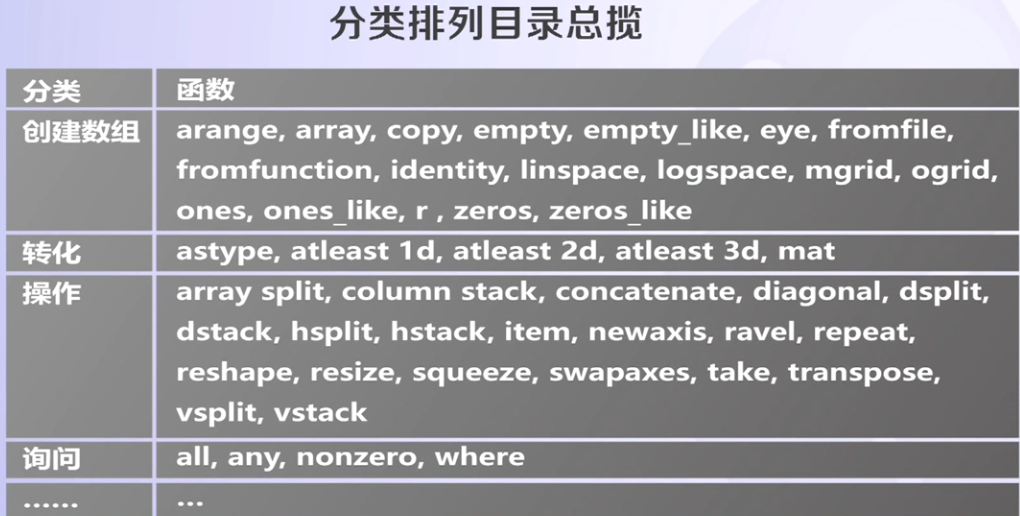 分类排列目录总揽
分类 函数
创建数组 arange, array, copy, empty, empty_like, eye, fromfile,
fromfunction, identity, linspace, logspace, mgrid, ogrid,
ones, ones_like, r , zeros, zeros_like
转化 astype, atleast 1d, atleast 2d, atleast 3d, mat
操作 array split, column stack, concatenate, diagonal, dsplit,
dstack, hsplit, hstack, item, newaxis, ravel, repeat,
reshape, resize, squeeze, swapaxes, take, transpose,
vsplit, vstack
询问 all, any, nonzero, where
…… ...